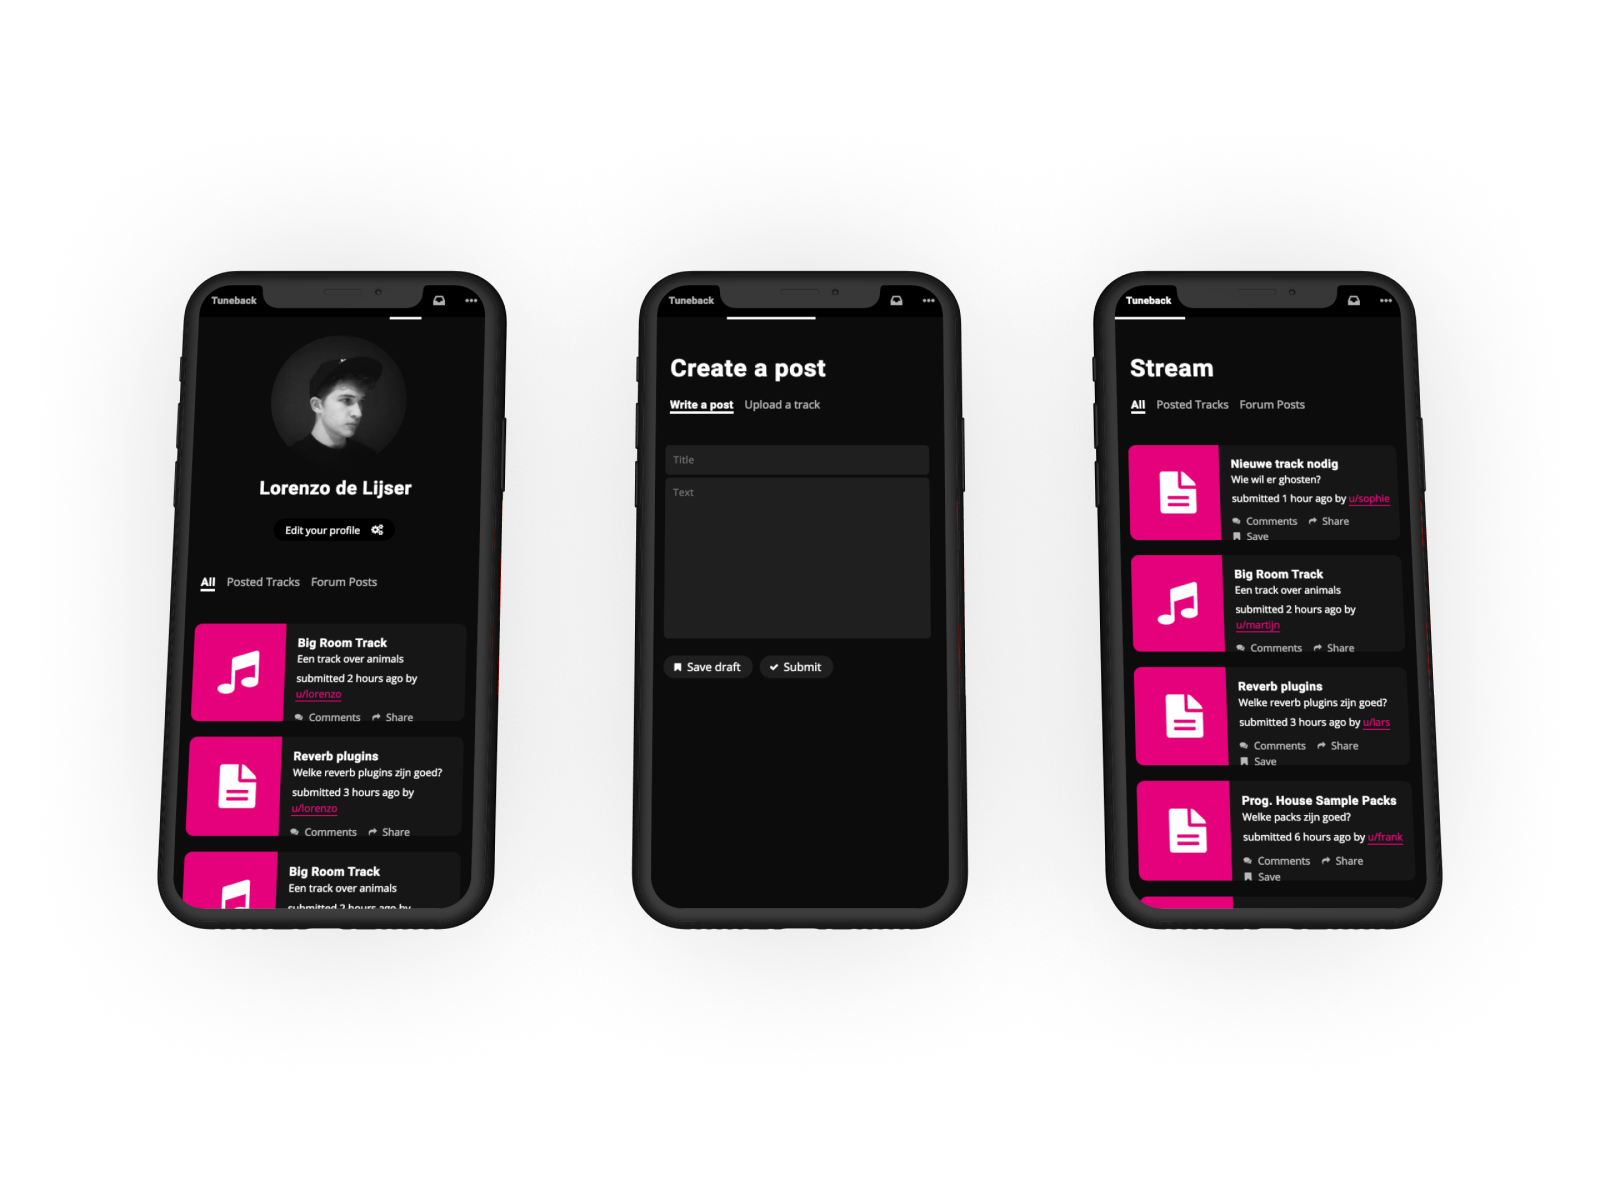 Tuneback
Lorenzo de Lijser
Edit your profile
All Posted Tracks Forum Posts
Big Room Track
Een track over animals
submitted 2 hours ago by
u/lorenzo
Comments Share
Reverb plugins
Welke reverb plugins zijn goed?
submitted 3 hours ago by
u/lorenzo
Comments Share
Big Room Track
Een track over animals
submitted 2 hours ago by
Tuneback
Create a post
Write a post Upload a track
Title
Text
Save draft Submit
Tuneback
Stream
All Posted Tracks Forum Posts
Nieuwe track nodig
Wie wil er ghosten?
submitted 1 hour ago by u/sophie
Comments Share
Save
Big Room Track
Een track over animals
submitted 2 hours ago by
u/martijn
Comments Share
Reverb plugins
Welke reverb plugins zijn goed?
submitted 3 hours ago by u/lars
Comments Share
Save
Prog. House Sample Packs
Welke packs zijn goed?
submitted 6 hours ago by u/frank
Comments Share
Save